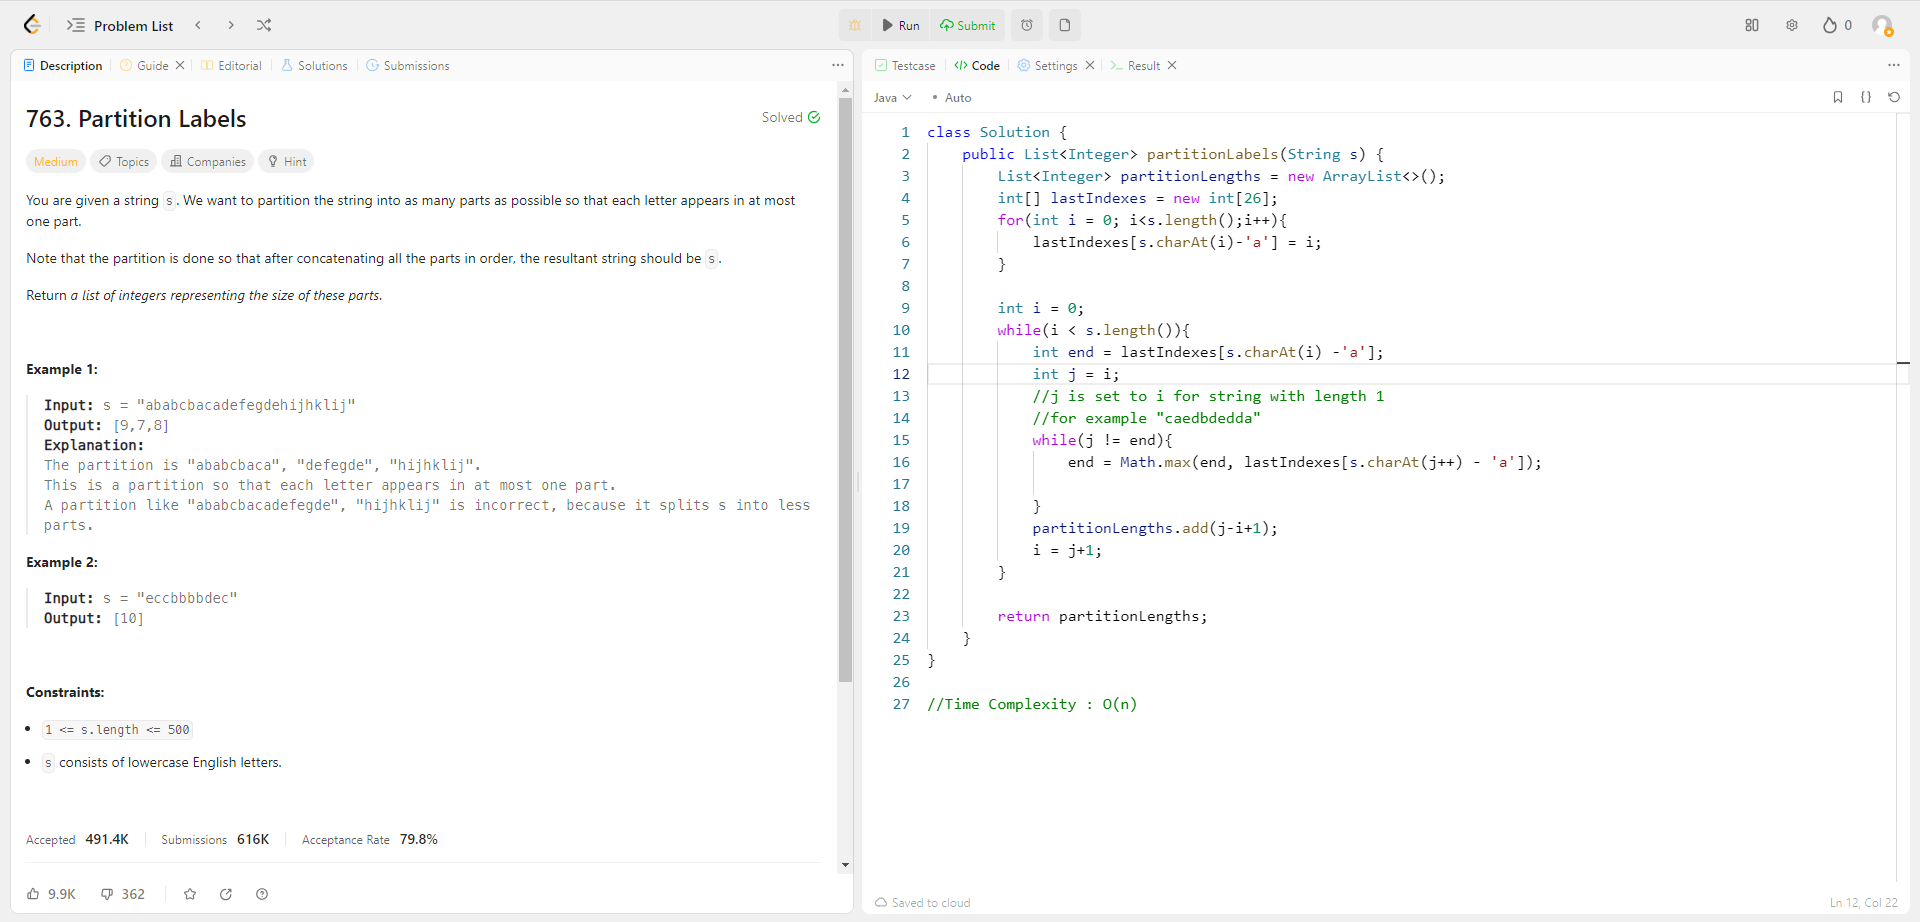 Problem List
Run
Submit
0
Description
Guide
Editorial
Solutions
Submissions
763. Partition Labels
Solved
Medium
Topics
Companies
Hint
You are given a string s. We want to partition the string into as many parts as possible so that each letter appears in at most
one part.
Note that the partition is done so that after concatenating all the parts in order, the resultant string should be s.
Return a list of integers representing the size of these parts.
Example 1:
Input: s = "ababcbacadefegdehijhklij"
Output: [9,7,8]
Explanation:
The partition is "ababcbaca", "defegde", "hijhklij".
This is a partition so that each letter appears in at most one part.
A partition like "ababcbacadefegde", "hijhklij" is incorrect, because it splits s into less
parts.
Example 2:
Input: s = "eccbbbbdec"
Output: [10]
Constraints:
• 1 <= s.length <= 500
• s consists of lowercase English letters.
Accepted 491.4K
Submissions 616K
Acceptance Rate 79.8%
9.9K
362
Testcase
</> Code
Settings
Result
Java
• Auto
1 class Solution {
2     public List<Integer> partitionLabels(String s) {
3         List<Integer> partitionLengths = new ArrayList<>();
4         int[] lastIndexes = new int[26];
5         for(int i = 0; i<s.length();i++){
6             lastIndexes[s.charAt(i)-'a'] = i;
7         }
8
9         int i = 0;
10         while(i < s.length()){
11             int end = lastIndexes[s.charAt(i) -'a'];
12             int j = i;
13             //j is set to i for string with length 1
14             //for example "caedbdedda"
15             while(j != end){
16                 end = Math.max(end, lastIndexes[s.charAt(j++) - 'a']);
17
18             }
19             partitionLengths.add(j-i+1);
20             i = j+1;
21         }
22
23         return partitionLengths;
24     }
25 }
26
27 //Time Complexity : O(n)
Saved to cloud
Ln 12, Col 22